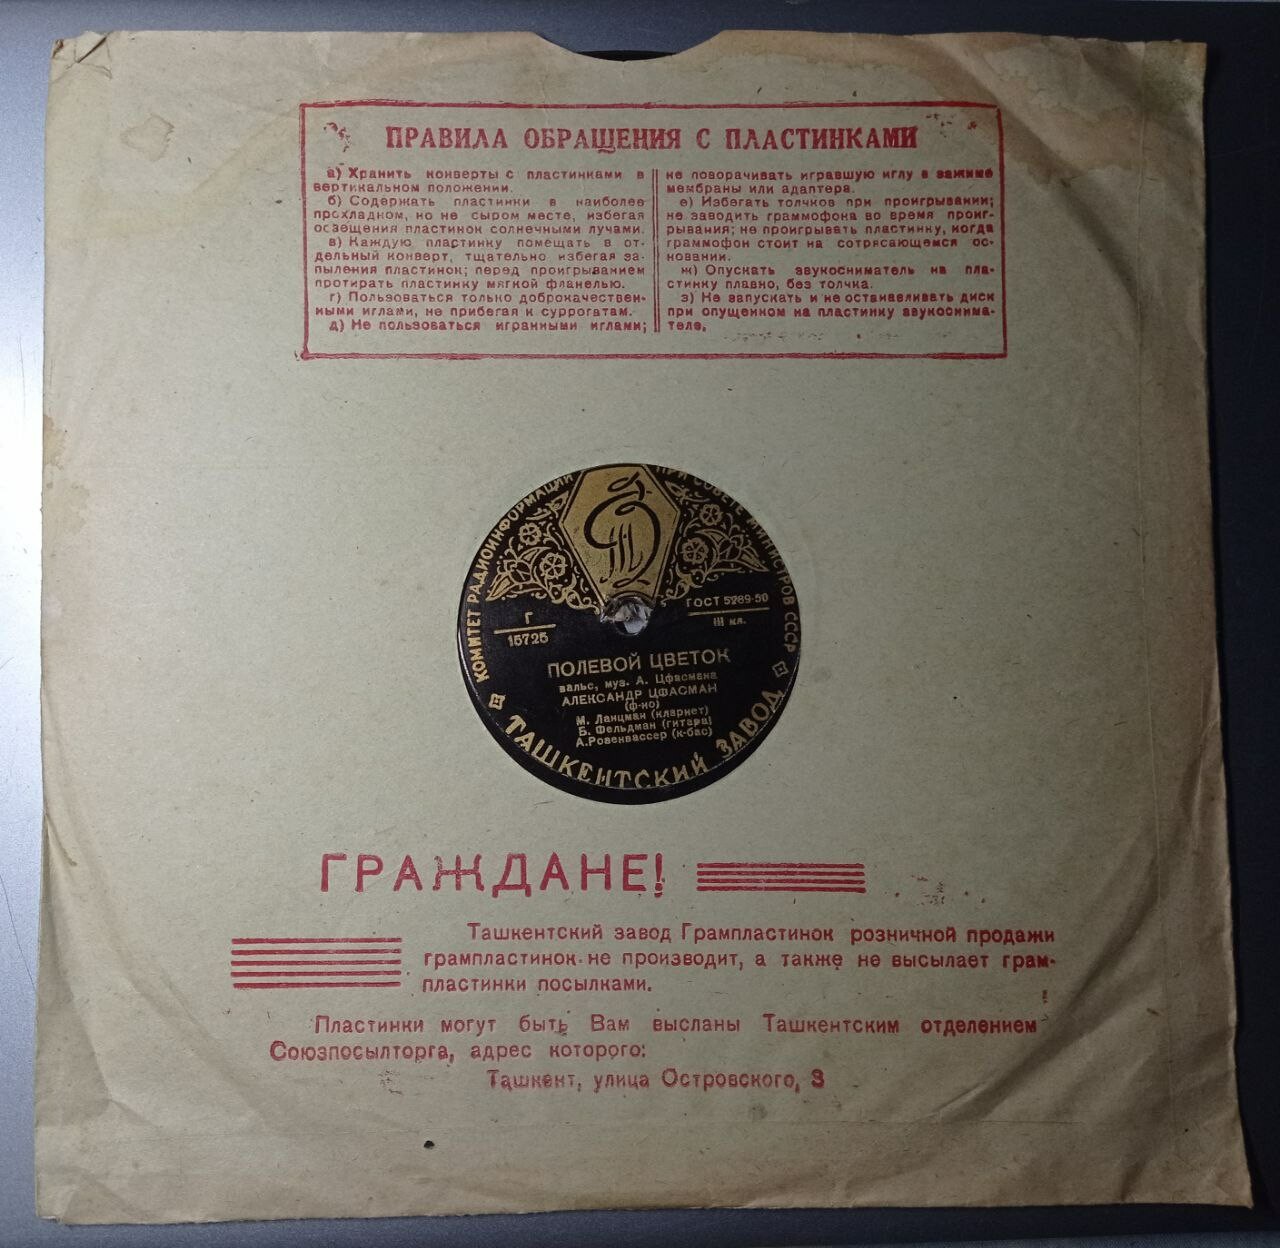 ПРАВИЛА ОБРАЩЕНИЯ С ПЛАСТИНКАМИ
а) Хранить конверты с пластинками в
вертикальном положении.
б) Содержать пластинки в наиболее
прохладном, но не сыром месте, избегая
освещения пластинок солнечными лучами.
в) Каждую пластинку помещать в от-
дельный конверт, тщательно избегая за-
пыления пластинок; перед проигрыванием
протирать пластинку мягкой фланелью.
г) Пользоваться только доброкачествен-
ными иглами, не прибегая к суррогатам.
д) Не пользоваться игранными иглами;
не поворачивать игравшую иглу в зажиме
мембраны или адаптера.
е) Избегать толчков при проигрывании;
не заводить граммофона во время проиг-
рывания; не проигрывать пластинку, когда
граммофон стоит на сотрясающемся ос-
новании.
ж) Опускать звукосниматель на пла-
стинку плавно, без толчка.
з) Не запускать и не останавливать диск
при опущенном на пластинку звукоснима-
теле.
КОМИТЕТ РАДИОИНФОРМАЦИИ ПРИ СОВЕТЕ МИНИСТРОВ СССР
Г
15725
ГОСТ 5289-50
III кл.
ПОЛЕВОЙ ЦВЕТОК
вальс, муз. А. Цфасмана
АЛЕКСАНДР ЦФАСМАН
(ф-но)
М. Ланцман (кларнет)
Б. Фельдман (гитара)
А.Розенвассер (к-бас)
ТАШКЕНТСКИЙ ЗАВОД
ГРАЖДАНЕ!
Ташкентский завод Грампластинок розничной продажи
грампластинок не производит, а также не высылает грам-
пластинки посылками.
Пластинки могут быть Вам высланы Ташкентским отделением
Союзпосылторга, адрес которого:
Ташкент, улица Островского, 3